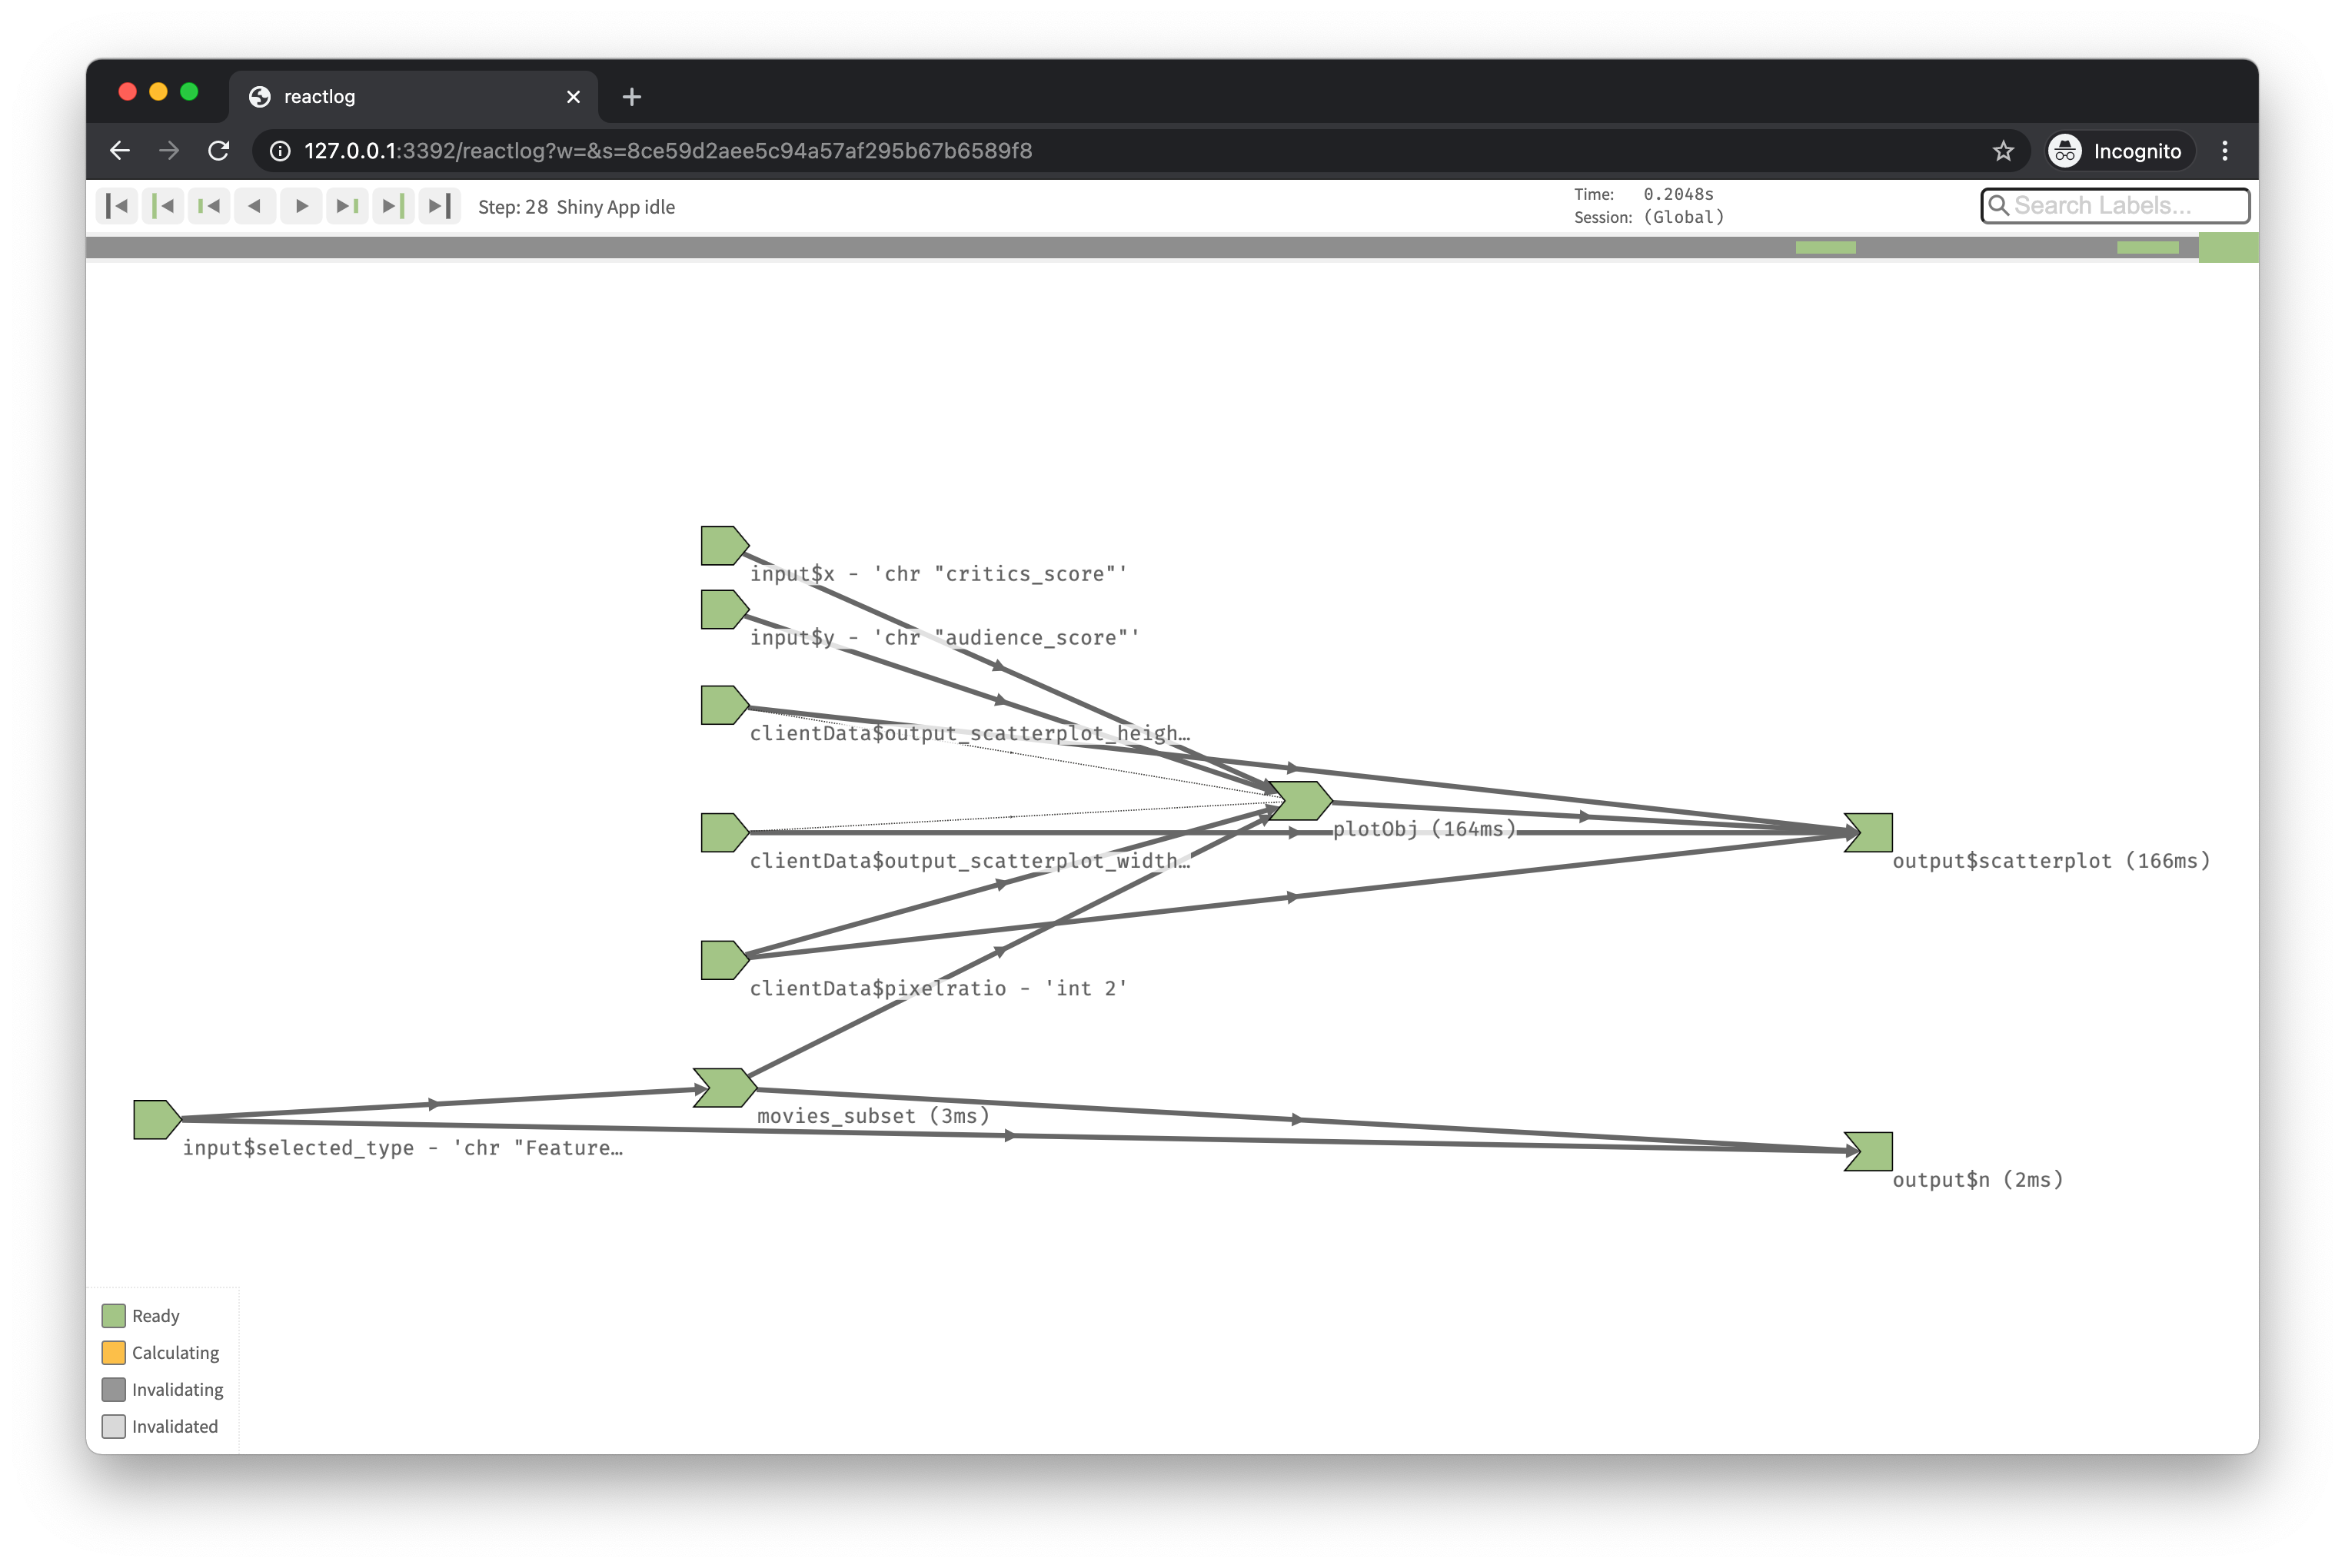 reactlog
127.0.0.1:3392/reactlog?w=&s=8ce59d2aee5c94a57af295b67b6589f8
Incognito
Step: 28 Shiny App idle
Time: 0.2048s
Session: (Global)
Search Labels...
input$x - 'chr "critics_score"'
input$y - 'chr "audience_score"'
clientData$output_scatterplot_heigh…
plotObj (164ms)
clientData$output_scatterplot_width…
output$scatterplot (166ms)
clientData$pixelratio - 'int 2'
movies_subset (3ms)
input$selected_type - 'chr "Feature…
output$n (2ms)
Ready
Calculating
Invalidating
Invalidated